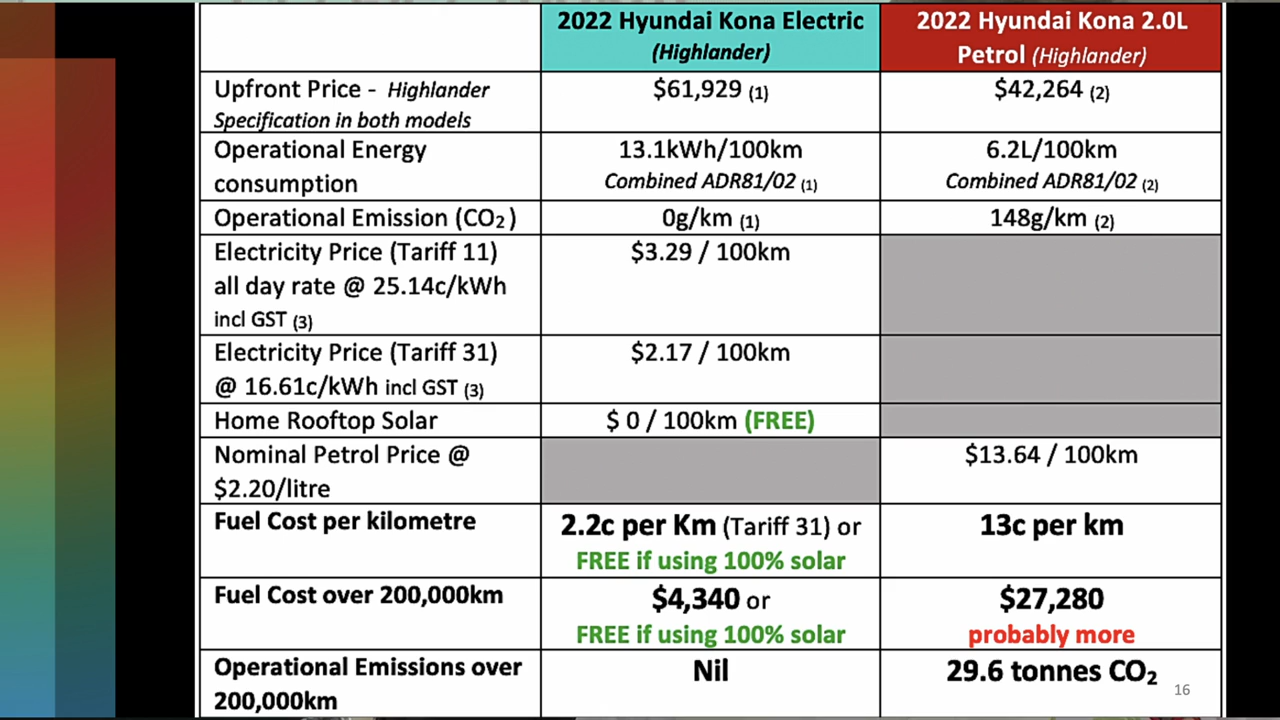 2022 Hyundai Kona Electric
(Highlander)
2022 Hyundai Kona 2.0L
Petrol (Highlander)
Upfront Price - Highlander
Specification in both models
$61,929 (1)
$42,264 (2)
Operational Energy
consumption
13.1kWh/100km
Combined ADR81/02 (1)
6.2L/100km
Combined ADR81/02 (2)
Operational Emission (CO₂)
0g/km (1)
148g/km (2)
Electricity Price (Tariff 11)
all day rate @ 25.14c/kWh
incl GST (3)
$3.29 / 100km
Electricity Price (Tariff 31)
@ 16.61c/kWh incl GST (3)
$2.17 / 100km
Home Rooftop Solar
$ 0 / 100km (FREE)
Nominal Petrol Price @
$2.20/litre
$13.64 / 100km
Fuel Cost per kilometre
2.2c per Km (Tariff 31) or
FREE if using 100% solar
13c per km
Fuel Cost over 200,000km
$4,340 or
FREE if using 100% solar
$27,280
probably more
Operational Emissions over
200,000km
Nil
29.6 tonnes CO₂
16